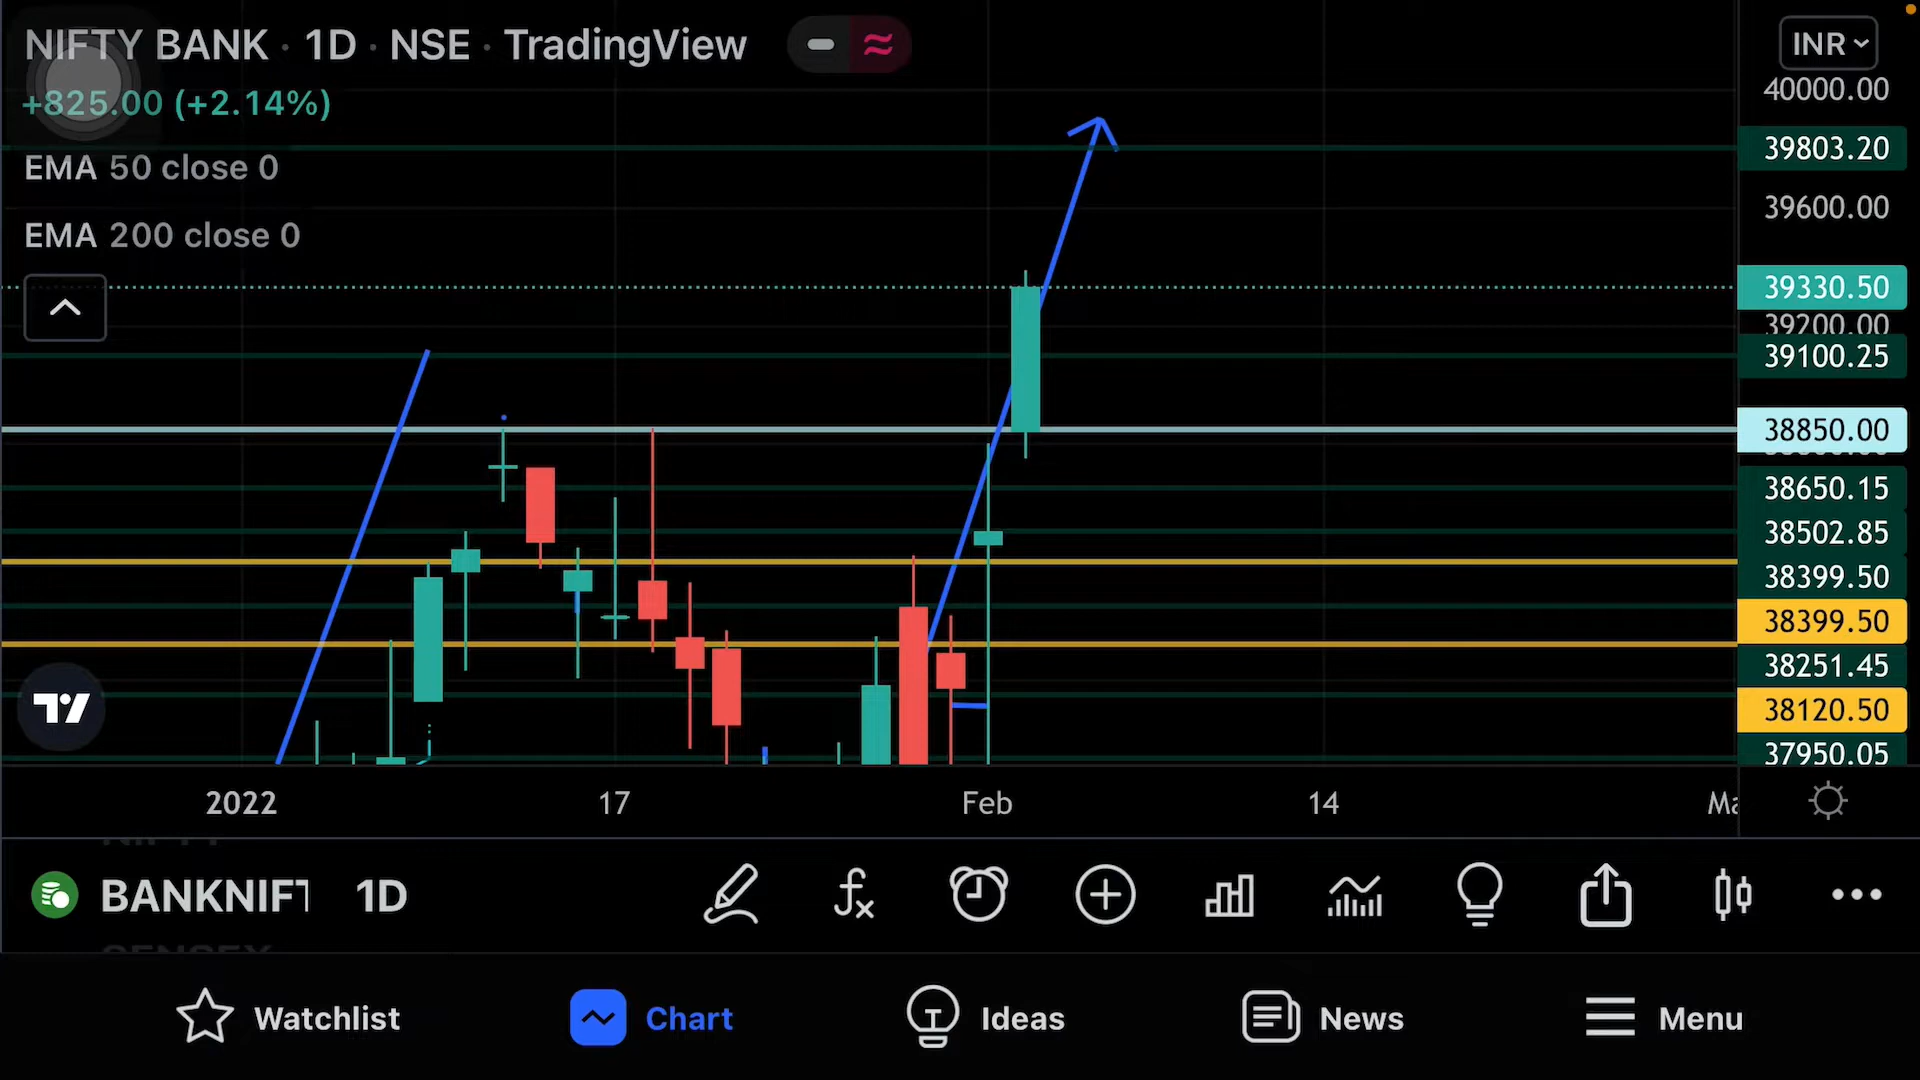 NIFTY BANK · 1D · NSE · TradingView
INR
+825.00 (+2.14%)
40000.00
EMA 50 close 0
39803.20
39600.00
EMA 200 close 0
39330.50
39200.00
39100.25
38850.00
38650.15
38502.85
38399.50
38399.50
38251.45
38120.50
37950.05
2022
17
Feb
14
Ma
BANKNIFT 1D
Watchlist
Chart
Ideas
News
Menu